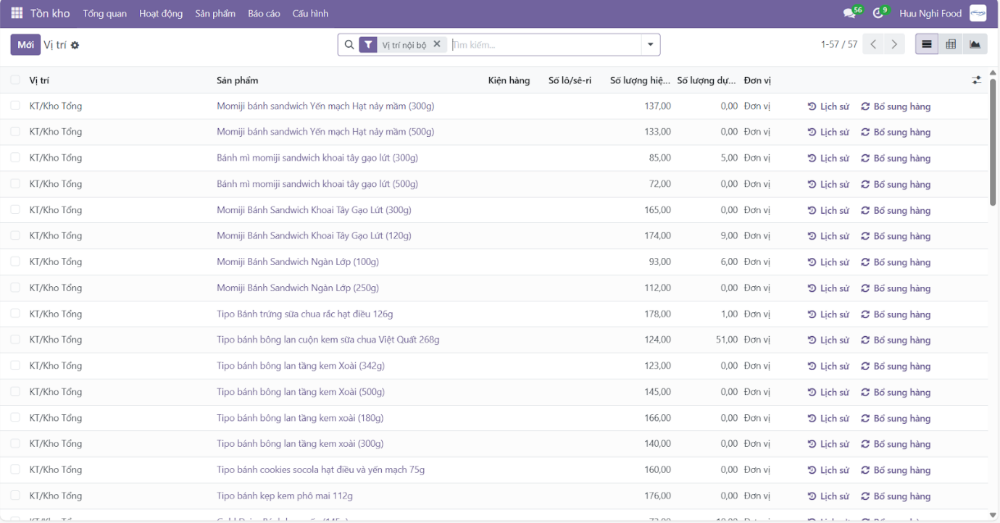 Tồn kho Tổng quan Hoạt động Sản phẩm Báo cáo Cấu hình 56 9 Huu Nghi Food
Mới Vị trí Vị trí nội bộ Tìm kiếm... 1-57 / 57
Vị trí Sản phẩm Kiện hàng Số lô/sê-ri Số lượng hiệ... Số lượng dự... Đơn vị
KT/Kho Tổng Momiji bánh sandwich Yến mạch Hạt nảy mầm (300g) 137,00 0,00 Đơn vị Lịch sử Bổ sung hàng
KT/Kho Tổng Momiji bánh sandwich Yến mạch Hạt nảy mầm (500g) 133,00 0,00 Đơn vị Lịch sử Bổ sung hàng
KT/Kho Tổng Bánh mì momiji sandwich khoai tây gạo lứt (300g) 85,00 5,00 Đơn vị Lịch sử Bổ sung hàng
KT/Kho Tổng Bánh mì momiji sandwich khoai tây gạo lứt (500g) 72,00 0,00 Đơn vị Lịch sử Bổ sung hàng
KT/Kho Tổng Momiji Bánh Sandwich Khoai Tây Gạo Lứt (300g) 165,00 0,00 Đơn vị Lịch sử Bổ sung hàng
KT/Kho Tổng Momiji Bánh Sandwich Khoai Tây Gạo Lứt (120g) 174,00 9,00 Đơn vị Lịch sử Bổ sung hàng
KT/Kho Tổng Momiji Bánh Sandwich Ngàn Lớp (100g) 93,00 6,00 Đơn vị Lịch sử Bổ sung hàng
KT/Kho Tổng Momiji Bánh Sandwich Ngàn Lớp (250g) 112,00 0,00 Đơn vị Lịch sử Bổ sung hàng
KT/Kho Tổng Tipo Bánh trứng sữa chua rắc hạt điều 126g 178,00 1,00 Đơn vị Lịch sử Bổ sung hàng
KT/Kho Tổng Tipo bánh bông lan cuộn kem sữa chua Việt Quất 268g 124,00 51,00 Đơn vị Lịch sử Bổ sung hàng
KT/Kho Tổng Tipo bánh bông lan tầng kem Xoài (342g) 123,00 0,00 Đơn vị Lịch sử Bổ sung hàng
KT/Kho Tổng Tipo bánh bông lan tầng kem Xoài (500g) 145,00 0,00 Đơn vị Lịch sử Bổ sung hàng
KT/Kho Tổng Tipo bánh bông lan tầng kem xoài (180g) 166,00 0,00 Đơn vị Lịch sử Bổ sung hàng
KT/Kho Tổng Tipo bánh bông lan tầng kem xoài (300g) 140,00 0,00 Đơn vị Lịch sử Bổ sung hàng
KT/Kho Tổng Tipo bánh cookies socola hạt điều và yến mạch 75g 160,00 0,00 Đơn vị Lịch sử Bổ sung hàng
KT/Kho Tổng Tipo bánh kẹp kem phô mai 112g 176,00 0,00 Đơn vị Lịch sử Bổ sung hàng